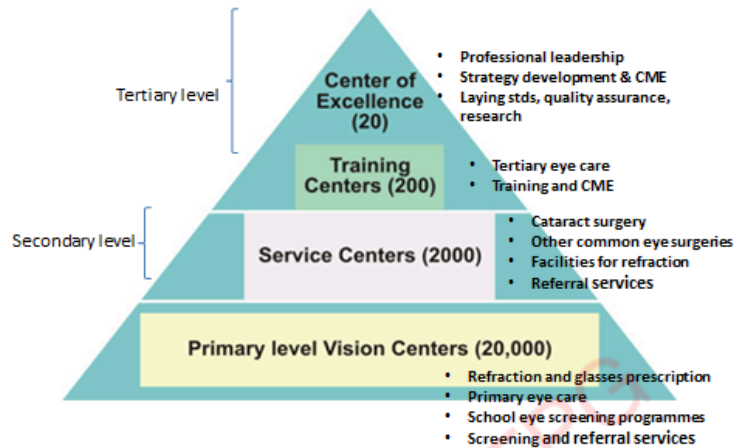 Tertiary level
Center of
Excellence
(20)
• Professional leadership
• Strategy development & CME
• Laying stds, quality assurance,
research
Training
Centers (200)
• Tertiary eye care
• Training and CME
Secondary level
Service Centers (2000)
• Cataract surgery
• Other common eye surgeries
• Facilities for refraction
• Referral services
Primary level Vision Centers (20,000)
• Refraction and glasses prescription
• Primary eye care
• School eye screening programmes
• Screening and referral services